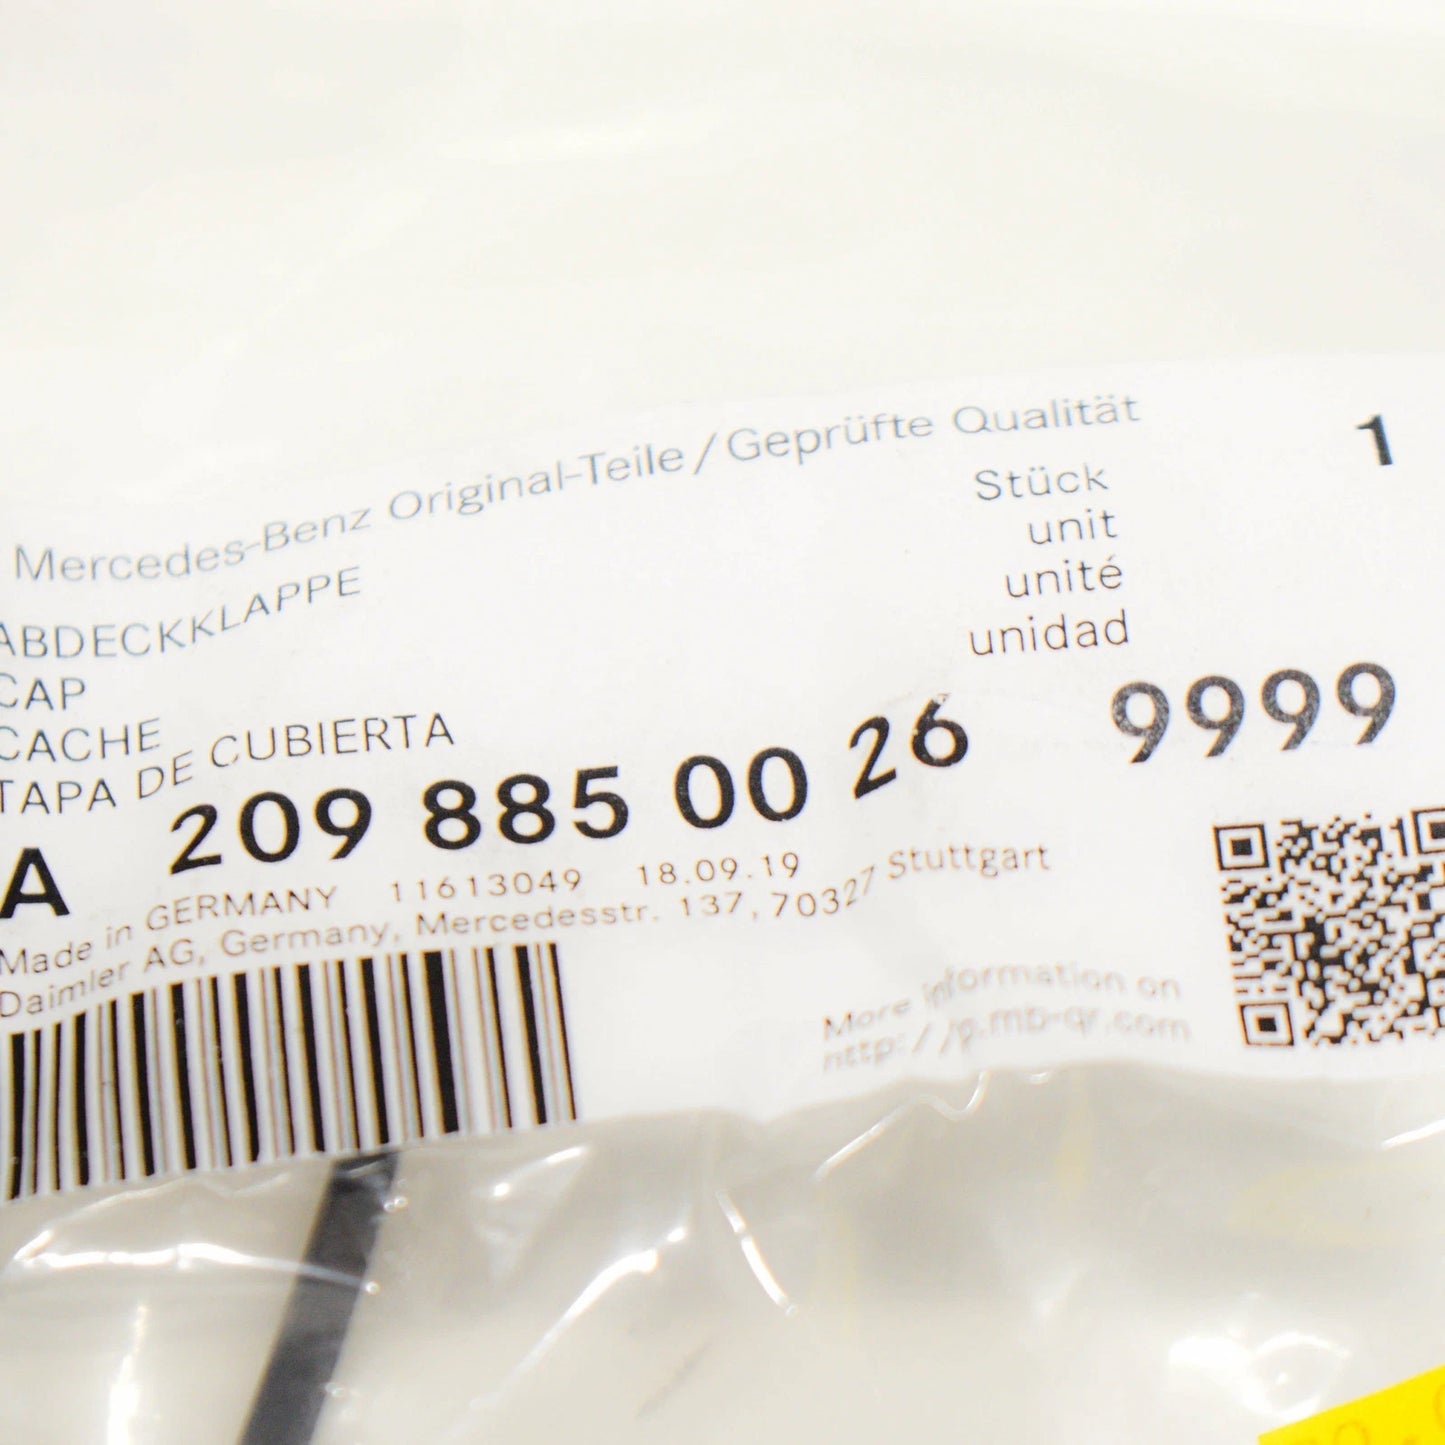 Mercedes-Benz Original-Teile/Geprüfte Qualität
ABDECKKLAPPE
CAP
CACHE
TAPA DE CUBIERTA
Stück 1
unit
unité
unidad
A 209 885 00 26 9999
Made in GERMANY 11613049 18.09.19
Daimler AG, Germany, Mercedesstr. 137, 70327 Stuttgart
More information on
http://p.mb-qr.com